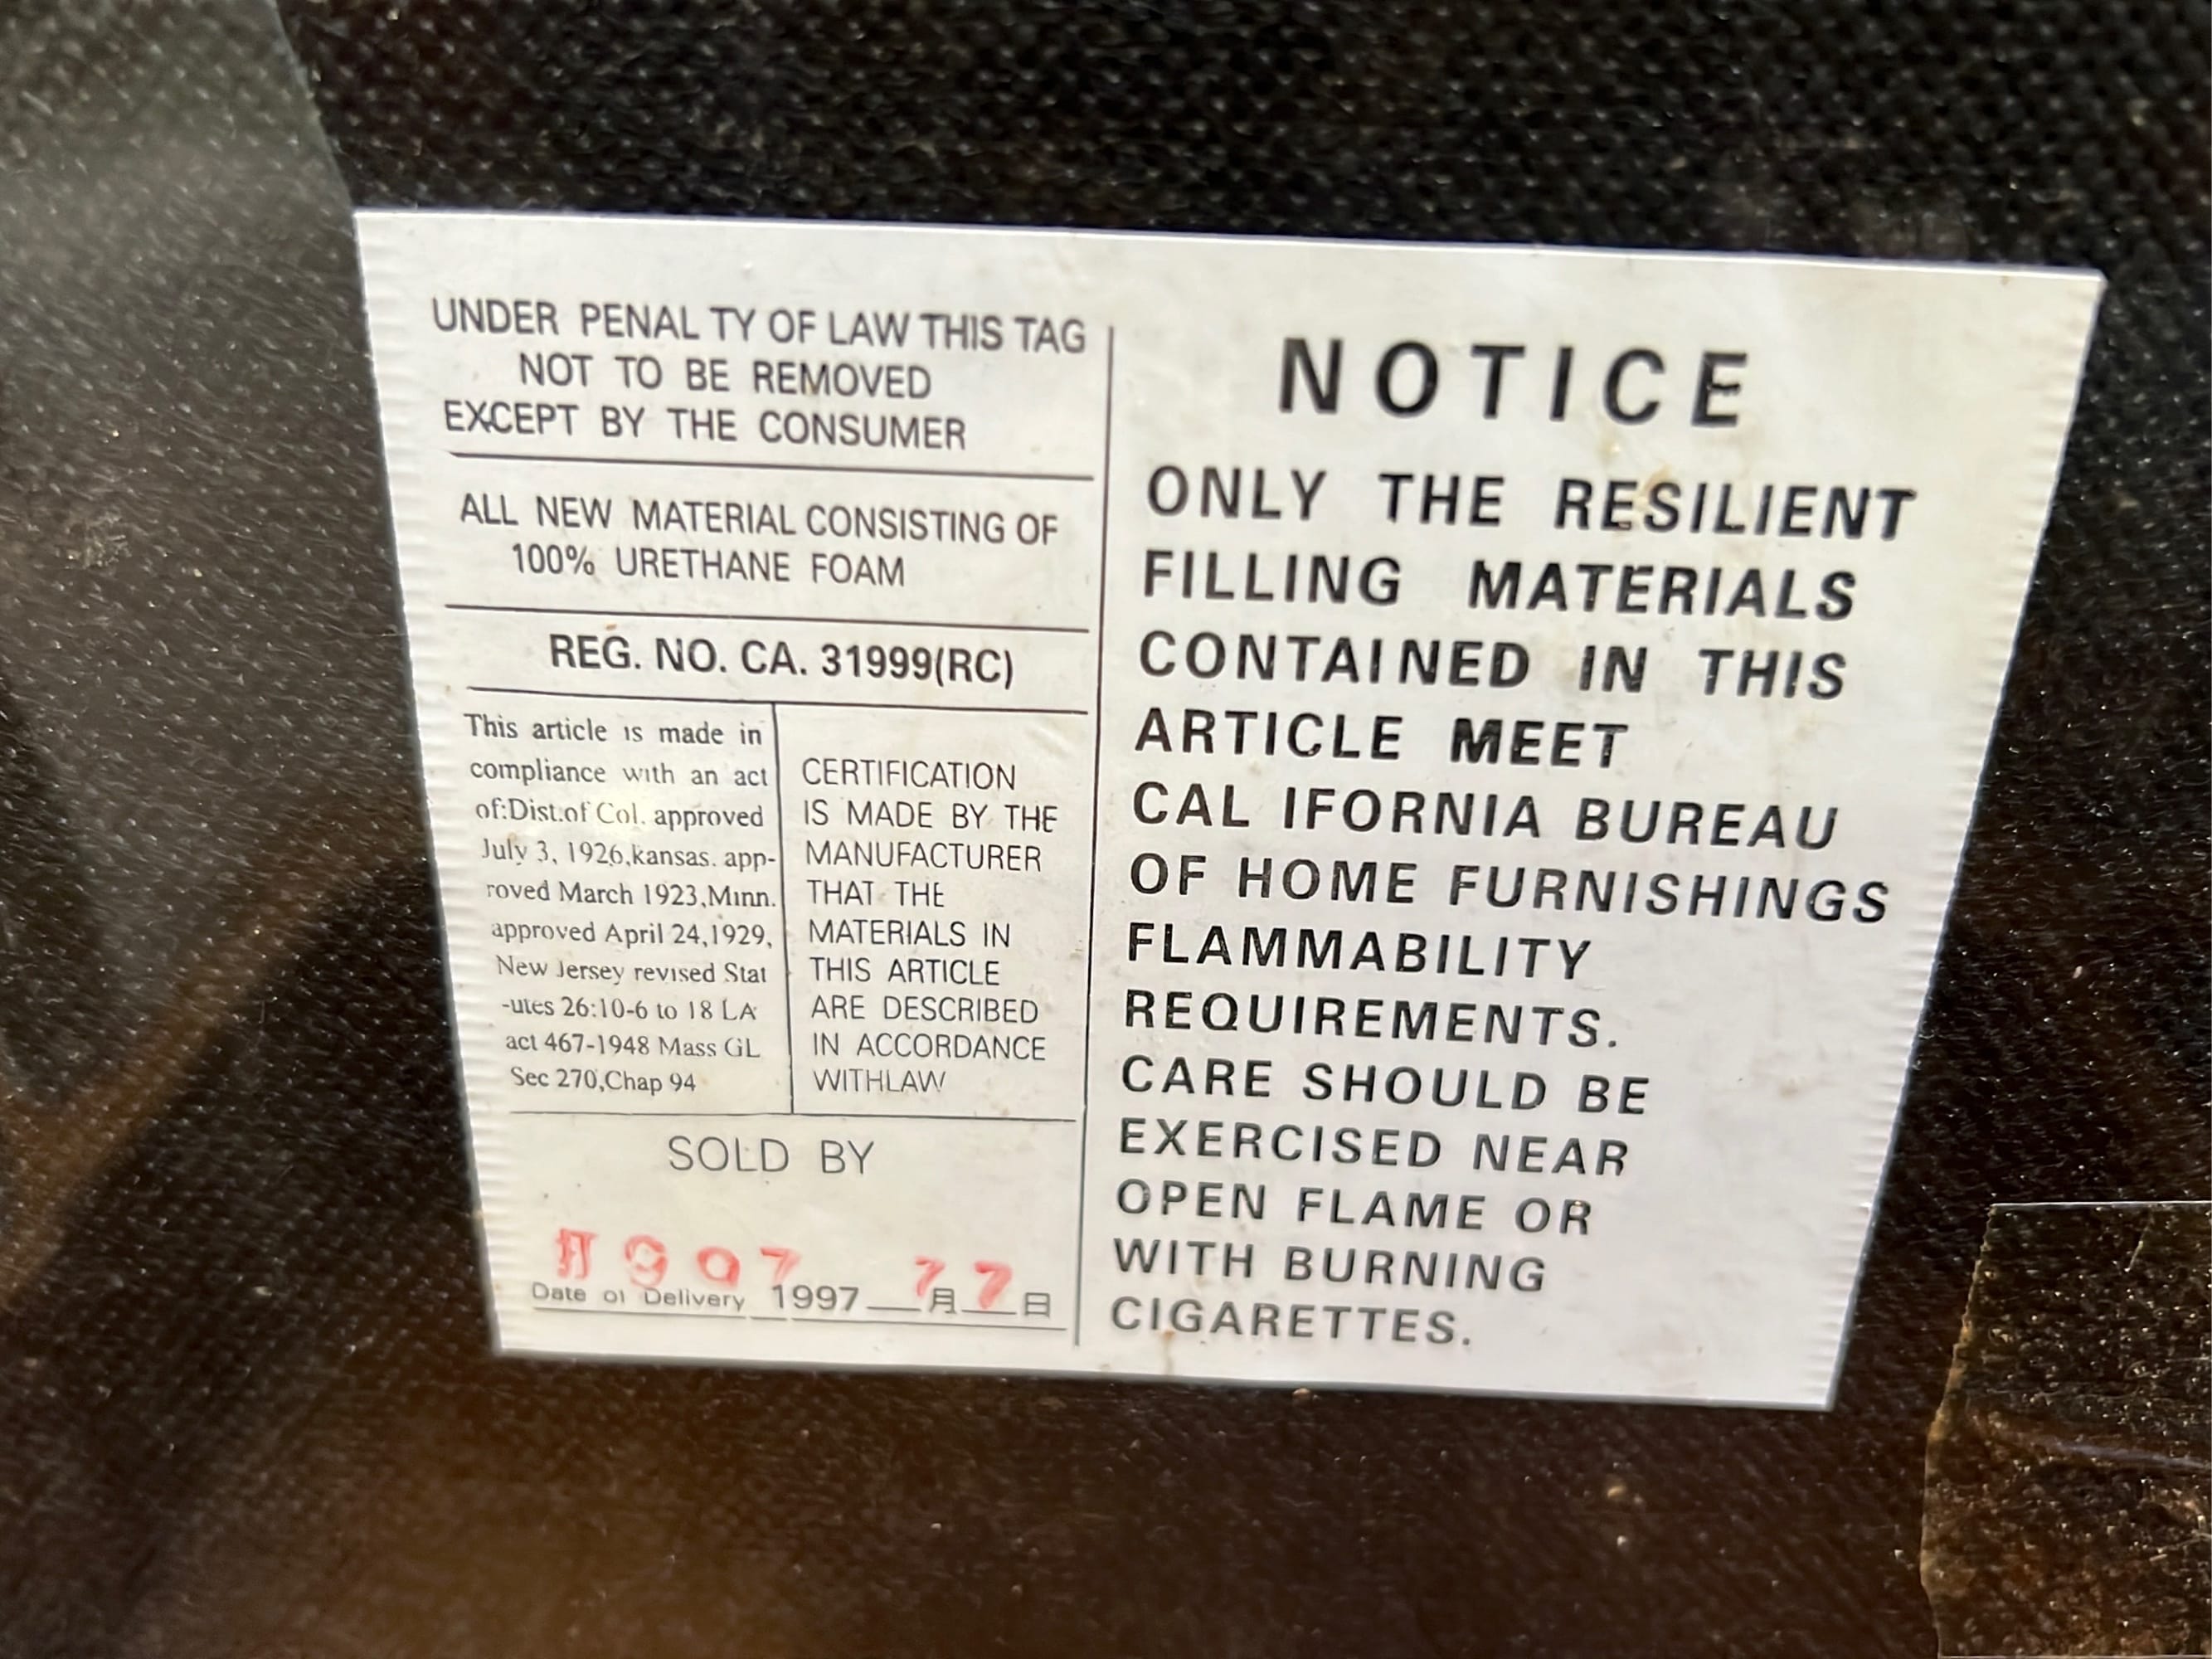 UNDER PENAL TY OF LAW THIS TAG
NOT TO BE REMOVED
EXCEPT BY THE CONSUMER
ALL NEW MATERIAL CONSISTING OF
100% URETHANE FOAM
REG. NO. CA. 31999(RC)
This article is made in
compliance with an act
of:Dist.of Col. approved
July 3, 1926,kansas. app-
roved March 1923,Minn.
approved April 24,1929,
New Jersey revised Stat
-utes 26:10-6 to 18 LA
act 467-1948 Mass GL
Sec 270,Chap 94
CERTIFICATION
IS MADE BY THE
MANUFACTURER
THAT THE
MATERIALS IN
THIS ARTICLE
ARE DESCRIBED
IN ACCORDANCE
WITHLAW
SOLD BY
7 7
Date of Delivery 1997 月 日
NOTICE
ONLY THE RESILIENT
FILLING MATERIALS
CONTAINED IN THIS
ARTICLE MEET
CAL IFORNIA BUREAU
OF HOME FURNISHINGS
FLAMMABILITY
REQUIREMENTS.
CARE SHOULD BE
EXERCISED NEAR
OPEN FLAME OR
WITH BURNING
CIGARETTES.